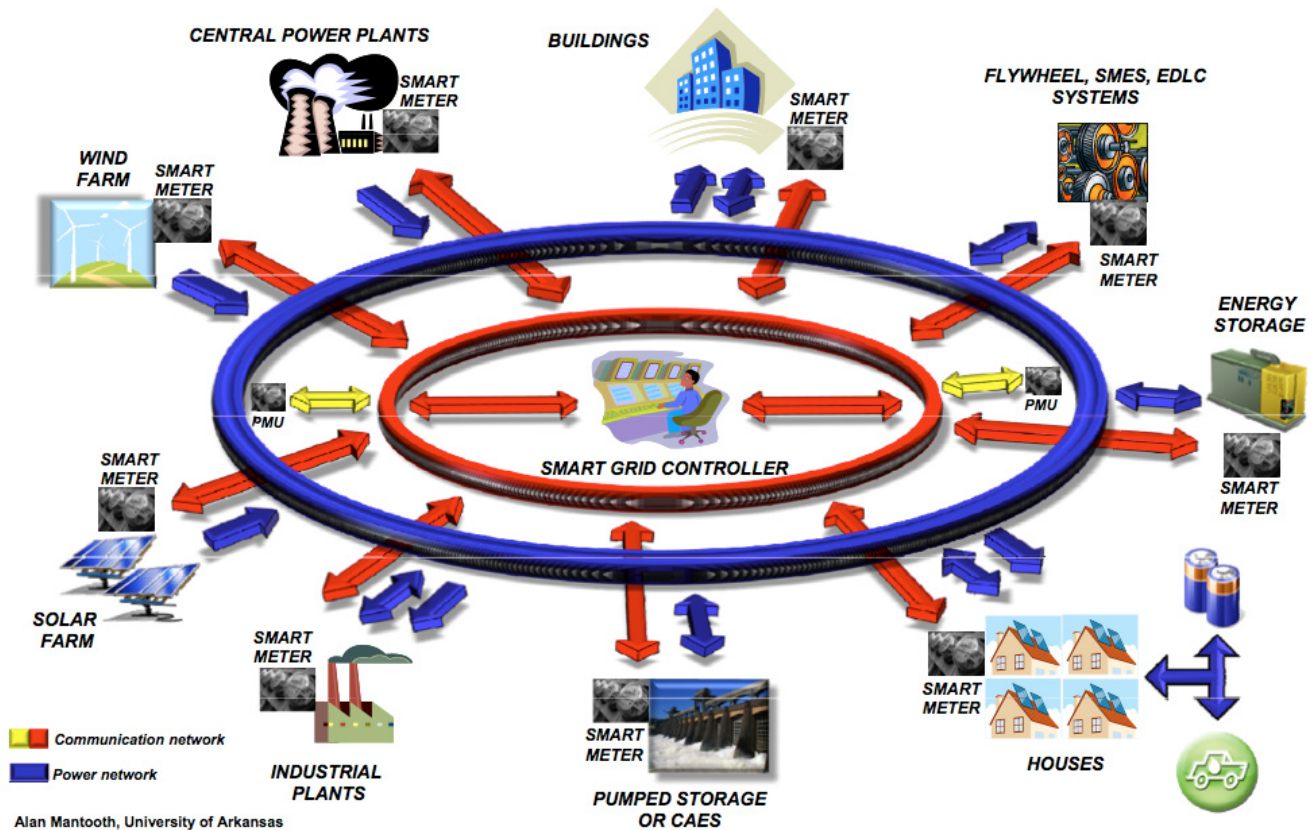 CENTRAL POWER PLANTS
SMART
METER
BUILDINGS
SMART
METER
FLYWHEEL, SMES, EDLC
SYSTEMS
SMART
METER
WIND
FARM
SMART
METER
ENERGY
STORAGE
SMART
METER
PMU
PMU
SMART GRID CONTROLLER
SMART
METER
SOLAR
FARM
SMART
METER
INDUSTRIAL
PLANTS
SMART
METER
PUMPED STORAGE
OR CAES
SMART
METER
HOUSES
Communication network
Power network
Alan Mantooth, University of Arkansas